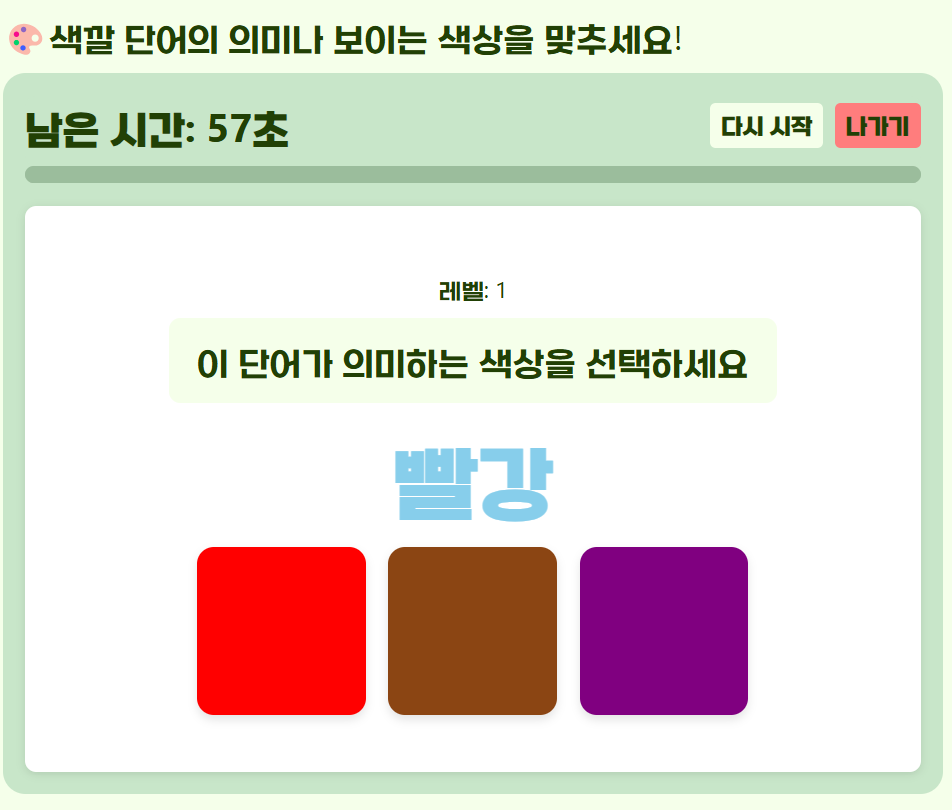 색깔 단어의 의미나 보이는 색상을 맞추세요!
남은 시간: 57초
다시 시작
나가기
레벨: 1
이 단어가 의미하는 색상을 선택하세요
빨강